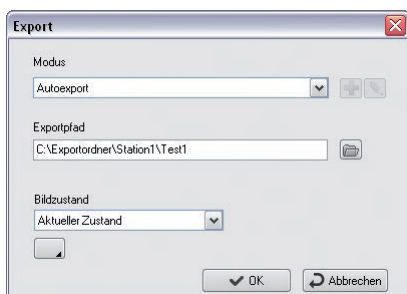 Export
Modus
Autoexport
Exportpfad
C:\Exportordner\Station1\Test1
Bildzustand
Aktueller Zustand
OK
Abbrechen